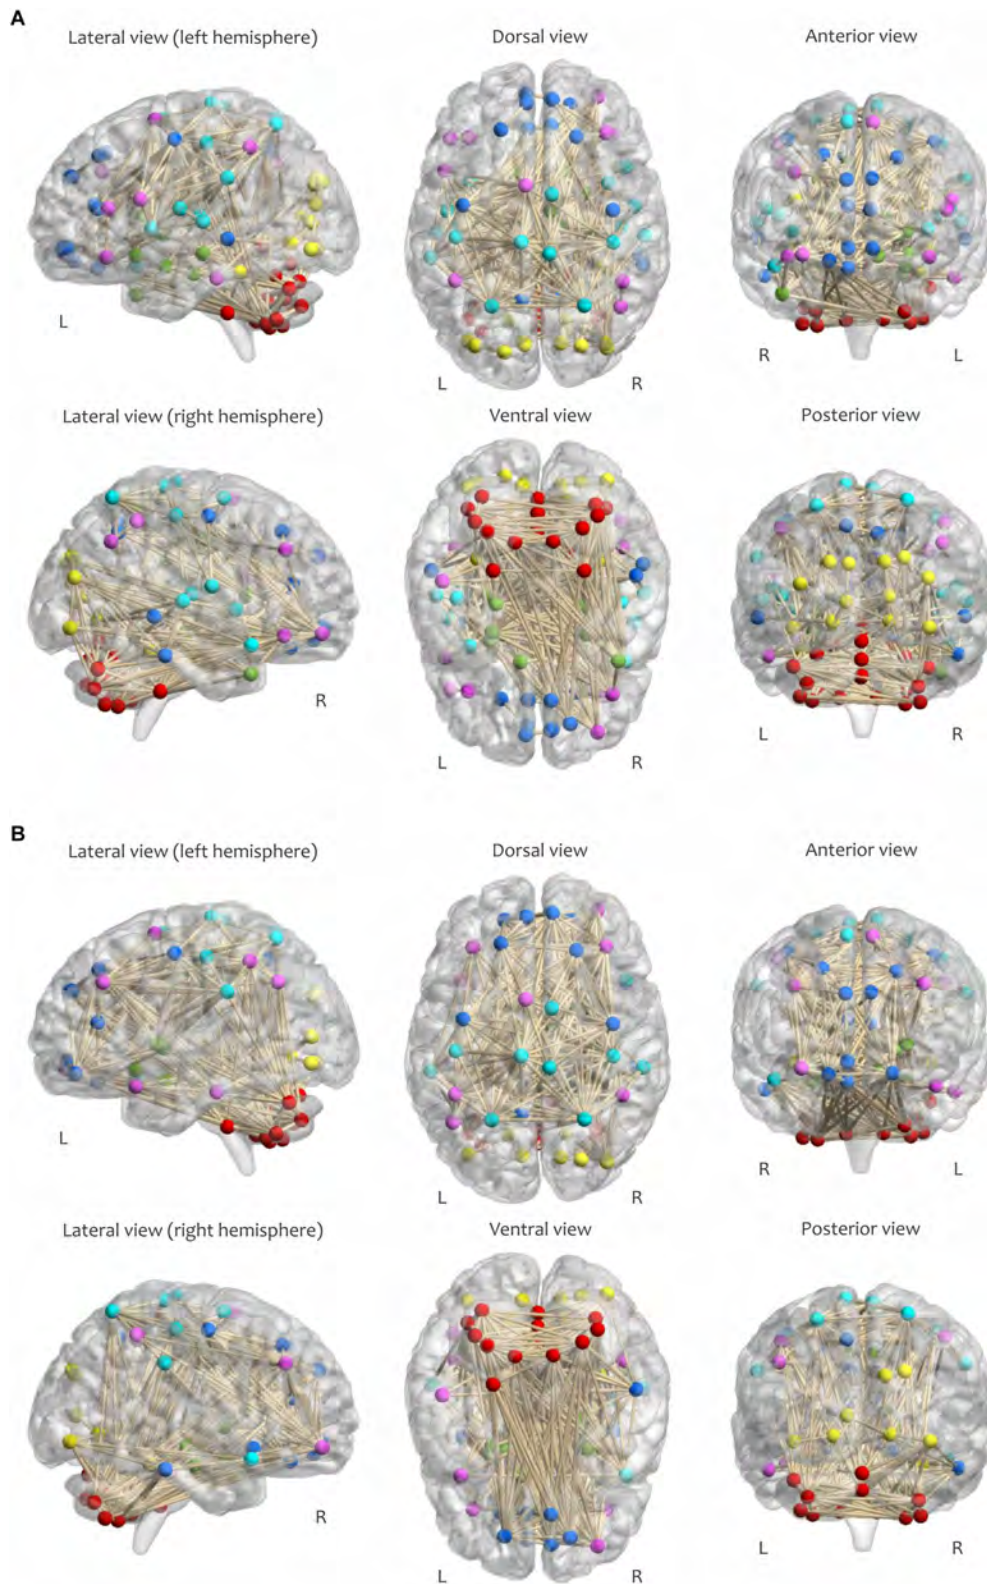 A
Lateral view (left hemisphere)
Dorsal view
Anterior view
L
L
R
R
L
Lateral view (right hemisphere)
Ventral view
Posterior view
R
L
R
L
R
B
Lateral view (left hemisphere)
Dorsal view
Anterior view
L
L
R
R
L
Lateral view (right hemisphere)
Ventral view
Posterior view
R
L
R
L
R